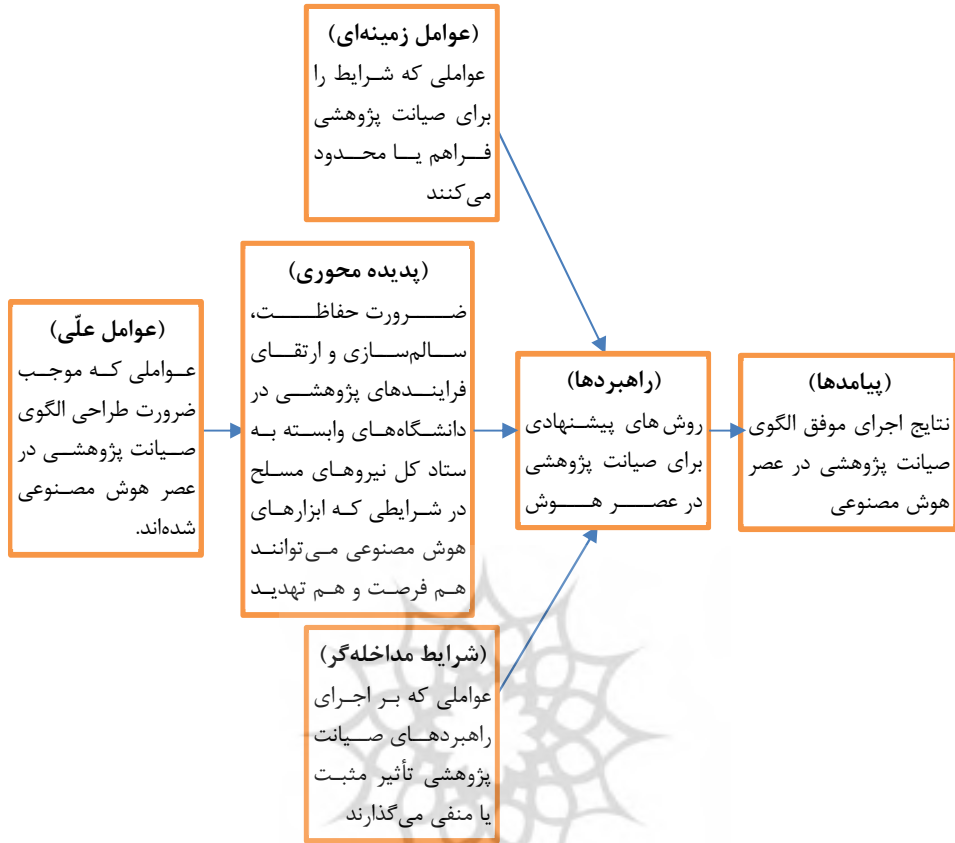 (عوامل زمینه‌ای)
عواملی که شرایط را
برای صیانت پژوهشی
فراهم یا محدود
می‌کنند
(پدیده محوری)
ضرورت حفاظت،
سالم‌سازی و ارتقای
فرایندهای پژوهشی در
دانشگاه‌های وابسته به
ستاد کل نیروهای مسلح
در شرایطی که ابزارهای
هوش مصنوعی می‌توانند
هم فرصت و هم تهدید
(عوامل علّی)
عواملی که موجب
ضرورت طراحی الگوی
صیانت پژوهشی در
عصر هوش مصنوعی
شده‌اند.
(راهبردها)
روش‌های پیشنهادی
برای صیانت پژوهشی
در عصر هوش
(پیامدها)
نتایج اجرای موفق الگوی
صیانت پژوهشی در عصر
هوش مصنوعی
(شرایط مداخله‌گر)
عواملی که بر اجرای
راهبردهای صیانت
پژوهشی تأثیر مثبت
یا منفی می‌گذارند